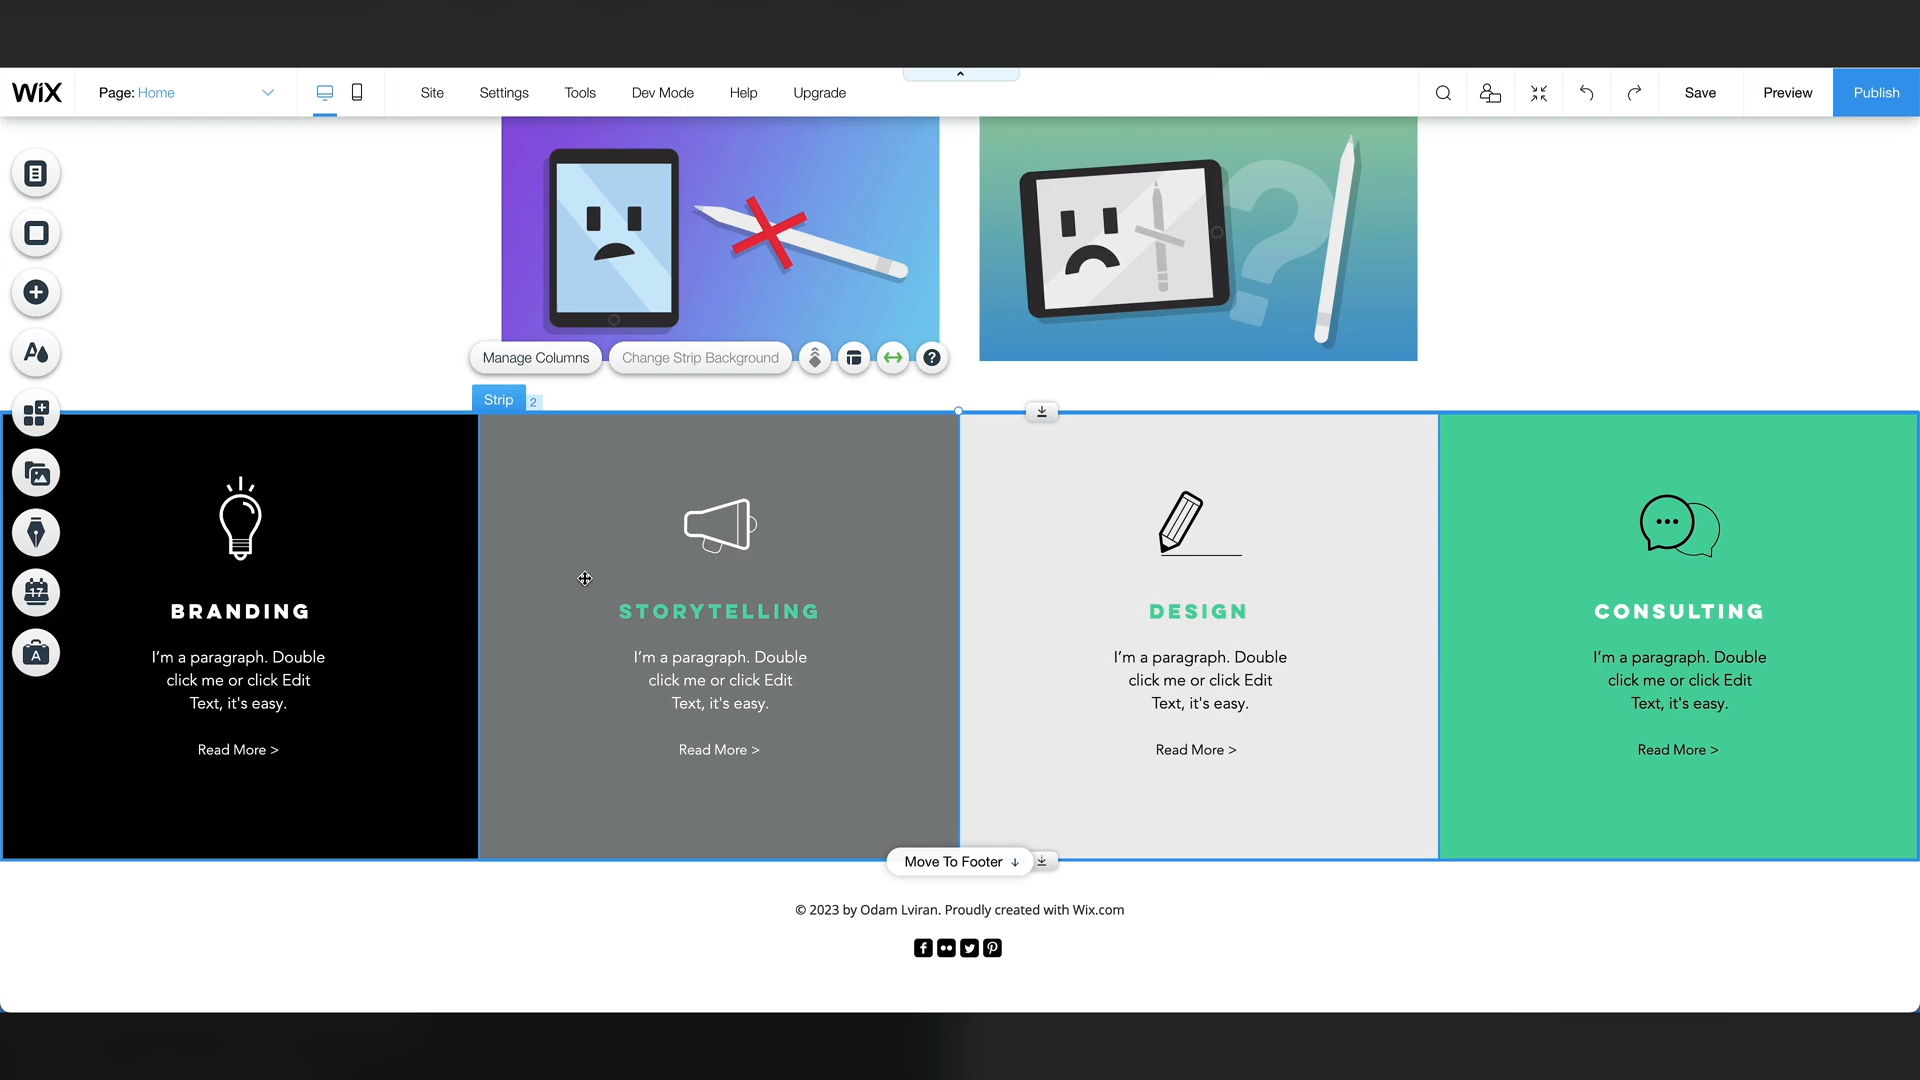 WiX
Page: Home
Site
Settings
Tools
Dev Mode
Help
Upgrade
Save
Preview
Publish
Manage Columns
Change Strip Background
?
Strip
2
BRANDING
I'm a paragraph. Double
click me or click Edit
Text, it's easy.
Read More >
STORYTELLING
I'm a paragraph. Double
click me or click Edit
Text, it's easy.
Read More >
DESIGN
I'm a paragraph. Double
click me or click Edit
Text, it's easy.
Read More >
CONSULTING
I'm a paragraph. Double
click me or click Edit
Text, it's easy.
Read More >
17
A
Move To Footer ↓
© 2023 by Odam Lviran. Proudly created with Wix.com